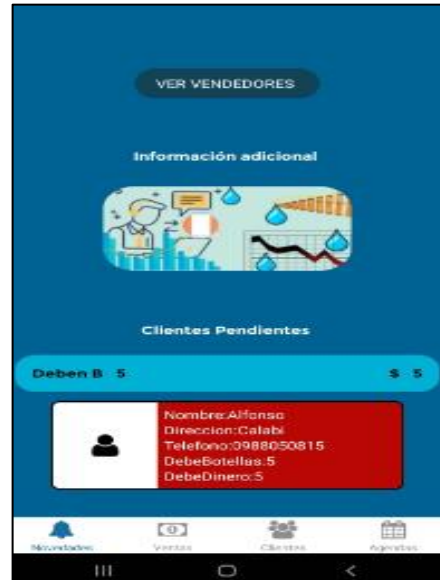 VER VENDEDORES
Información adicional
Clientes Pendientes
Deben B 5 $ 5
Nombre:Alfonso
Direccion:Calabi
Telefono:0988050815
DebeBotellas:5
DebeDinero:5
Novedades Ventas Clientes Agendas